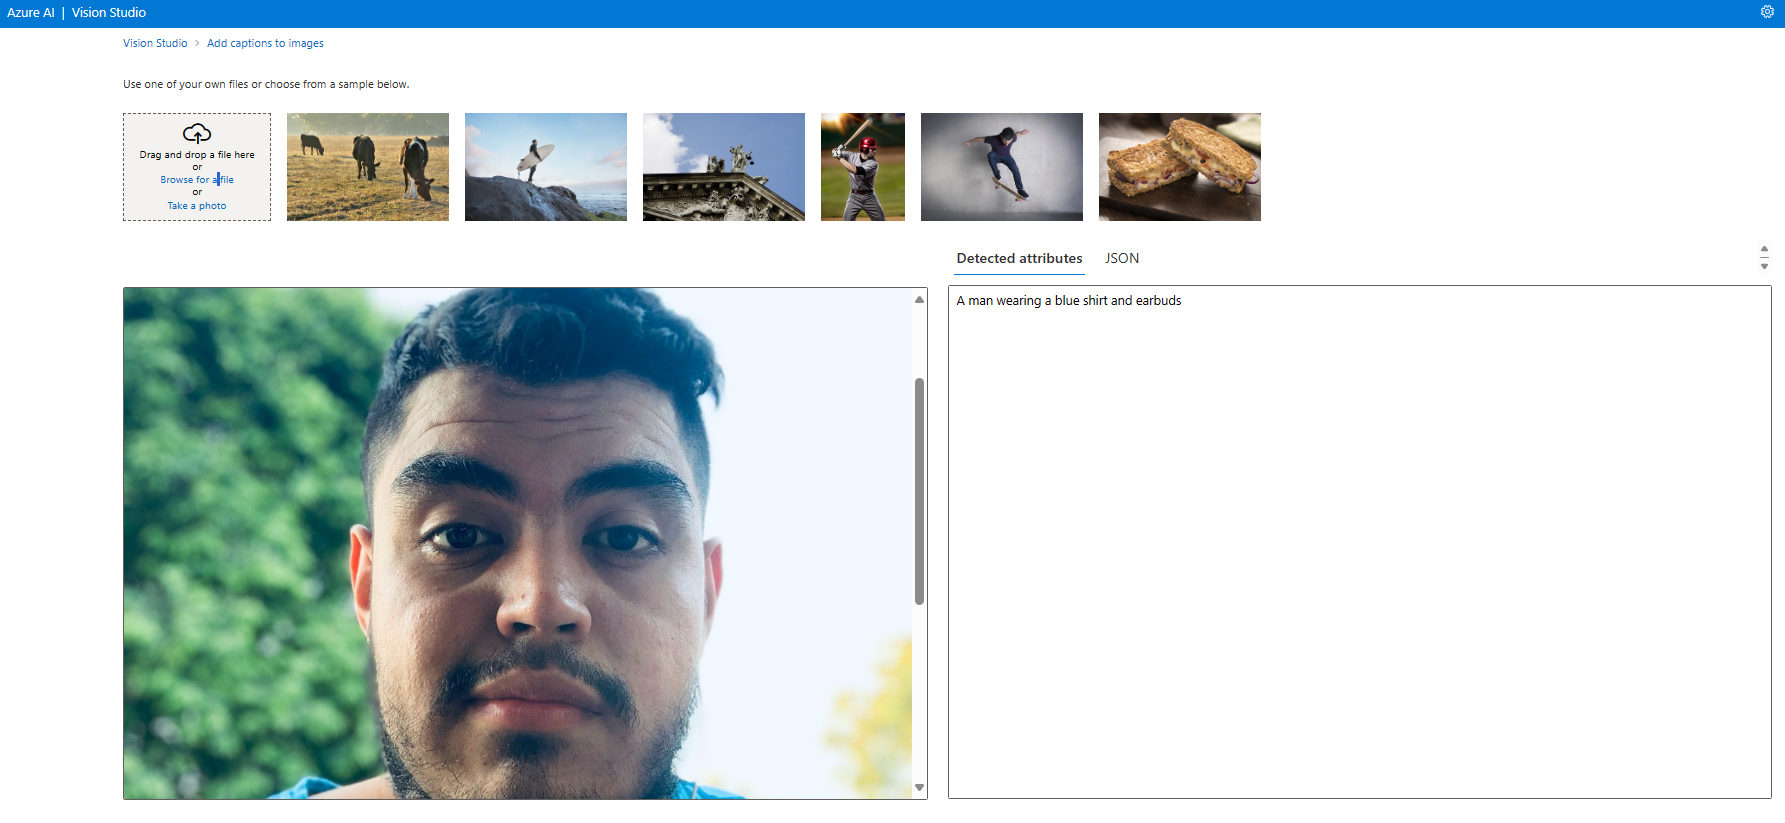 Azure AI | Vision Studio
Vision Studio > Add captions to images
Use one of your own files or choose from a sample below.
Drag and drop a file here
or
Browse for a file
or
Take a photo
Detected attributes JSON
A man wearing a blue shirt and earbuds